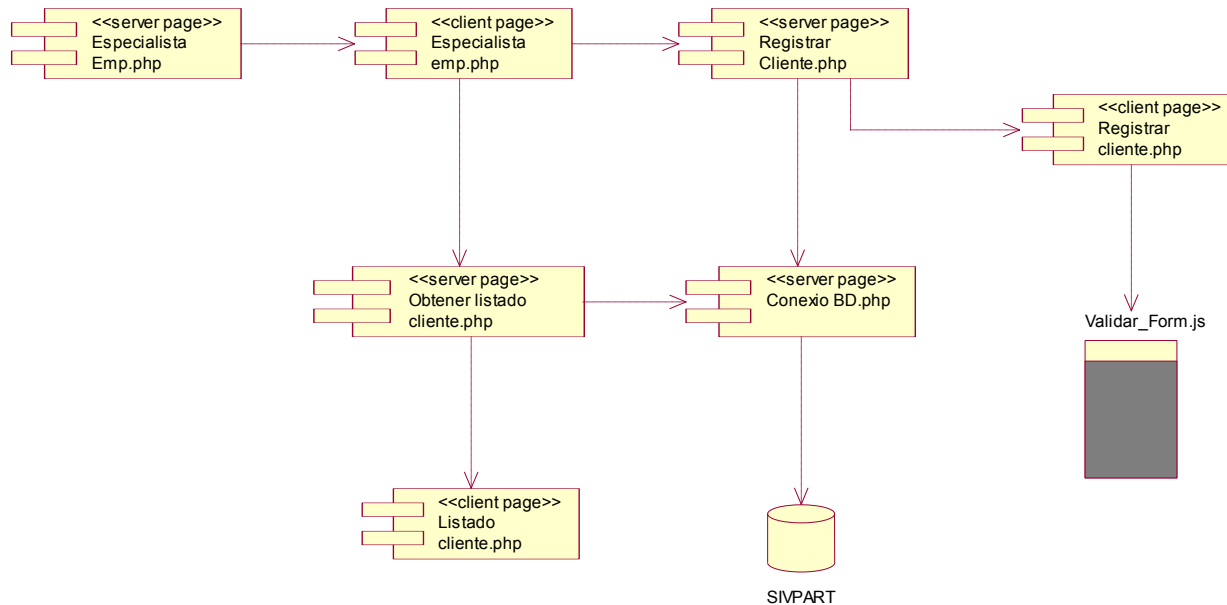 <<server page>>
Especialista
Emp.php
<<client page>>
Especialista
emp.php
<<server page>>
Registrar
Cliente.php
<<client page>>
Registrar
cliente.php
<<server page>>
Obtener listado
cliente.php
<<server page>>
Conexio BD.php
Validar_Form.js
<<client page>>
Listado
cliente.php
SIVPART